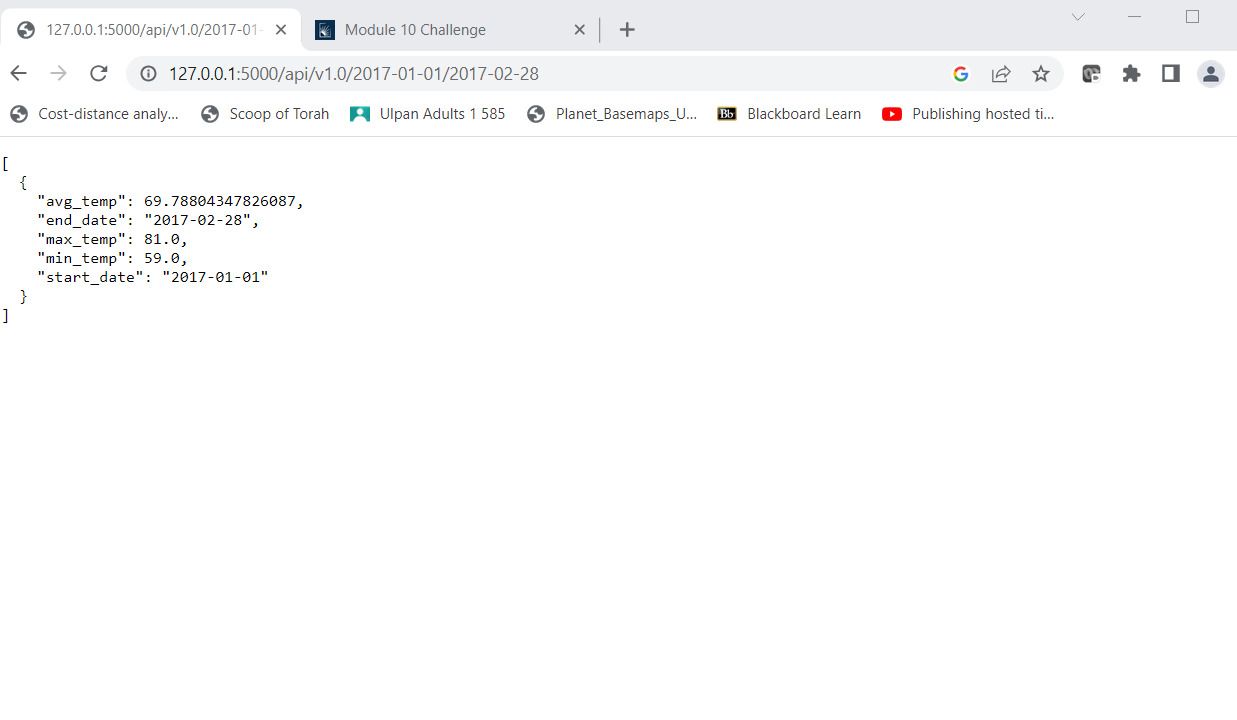 127.0.0.1:5000/api/v1.0/2017-01-
Module 10 Challenge
127.0.0.1:5000/api/v1.0/2017-01-01/2017-02-28
Cost-distance analy...
Scoop of Torah
Ulpan Adults 1 585
Planet_Basemaps_U...
Bb
Blackboard Learn
Publishing hosted ti...
[
  {
    "avg_temp": 69.78804347826087,
    "end_date": "2017-02-28",
    "max_temp": 81.0,
    "min_temp": 59.0,
    "start_date": "2017-01-01"
  }
]